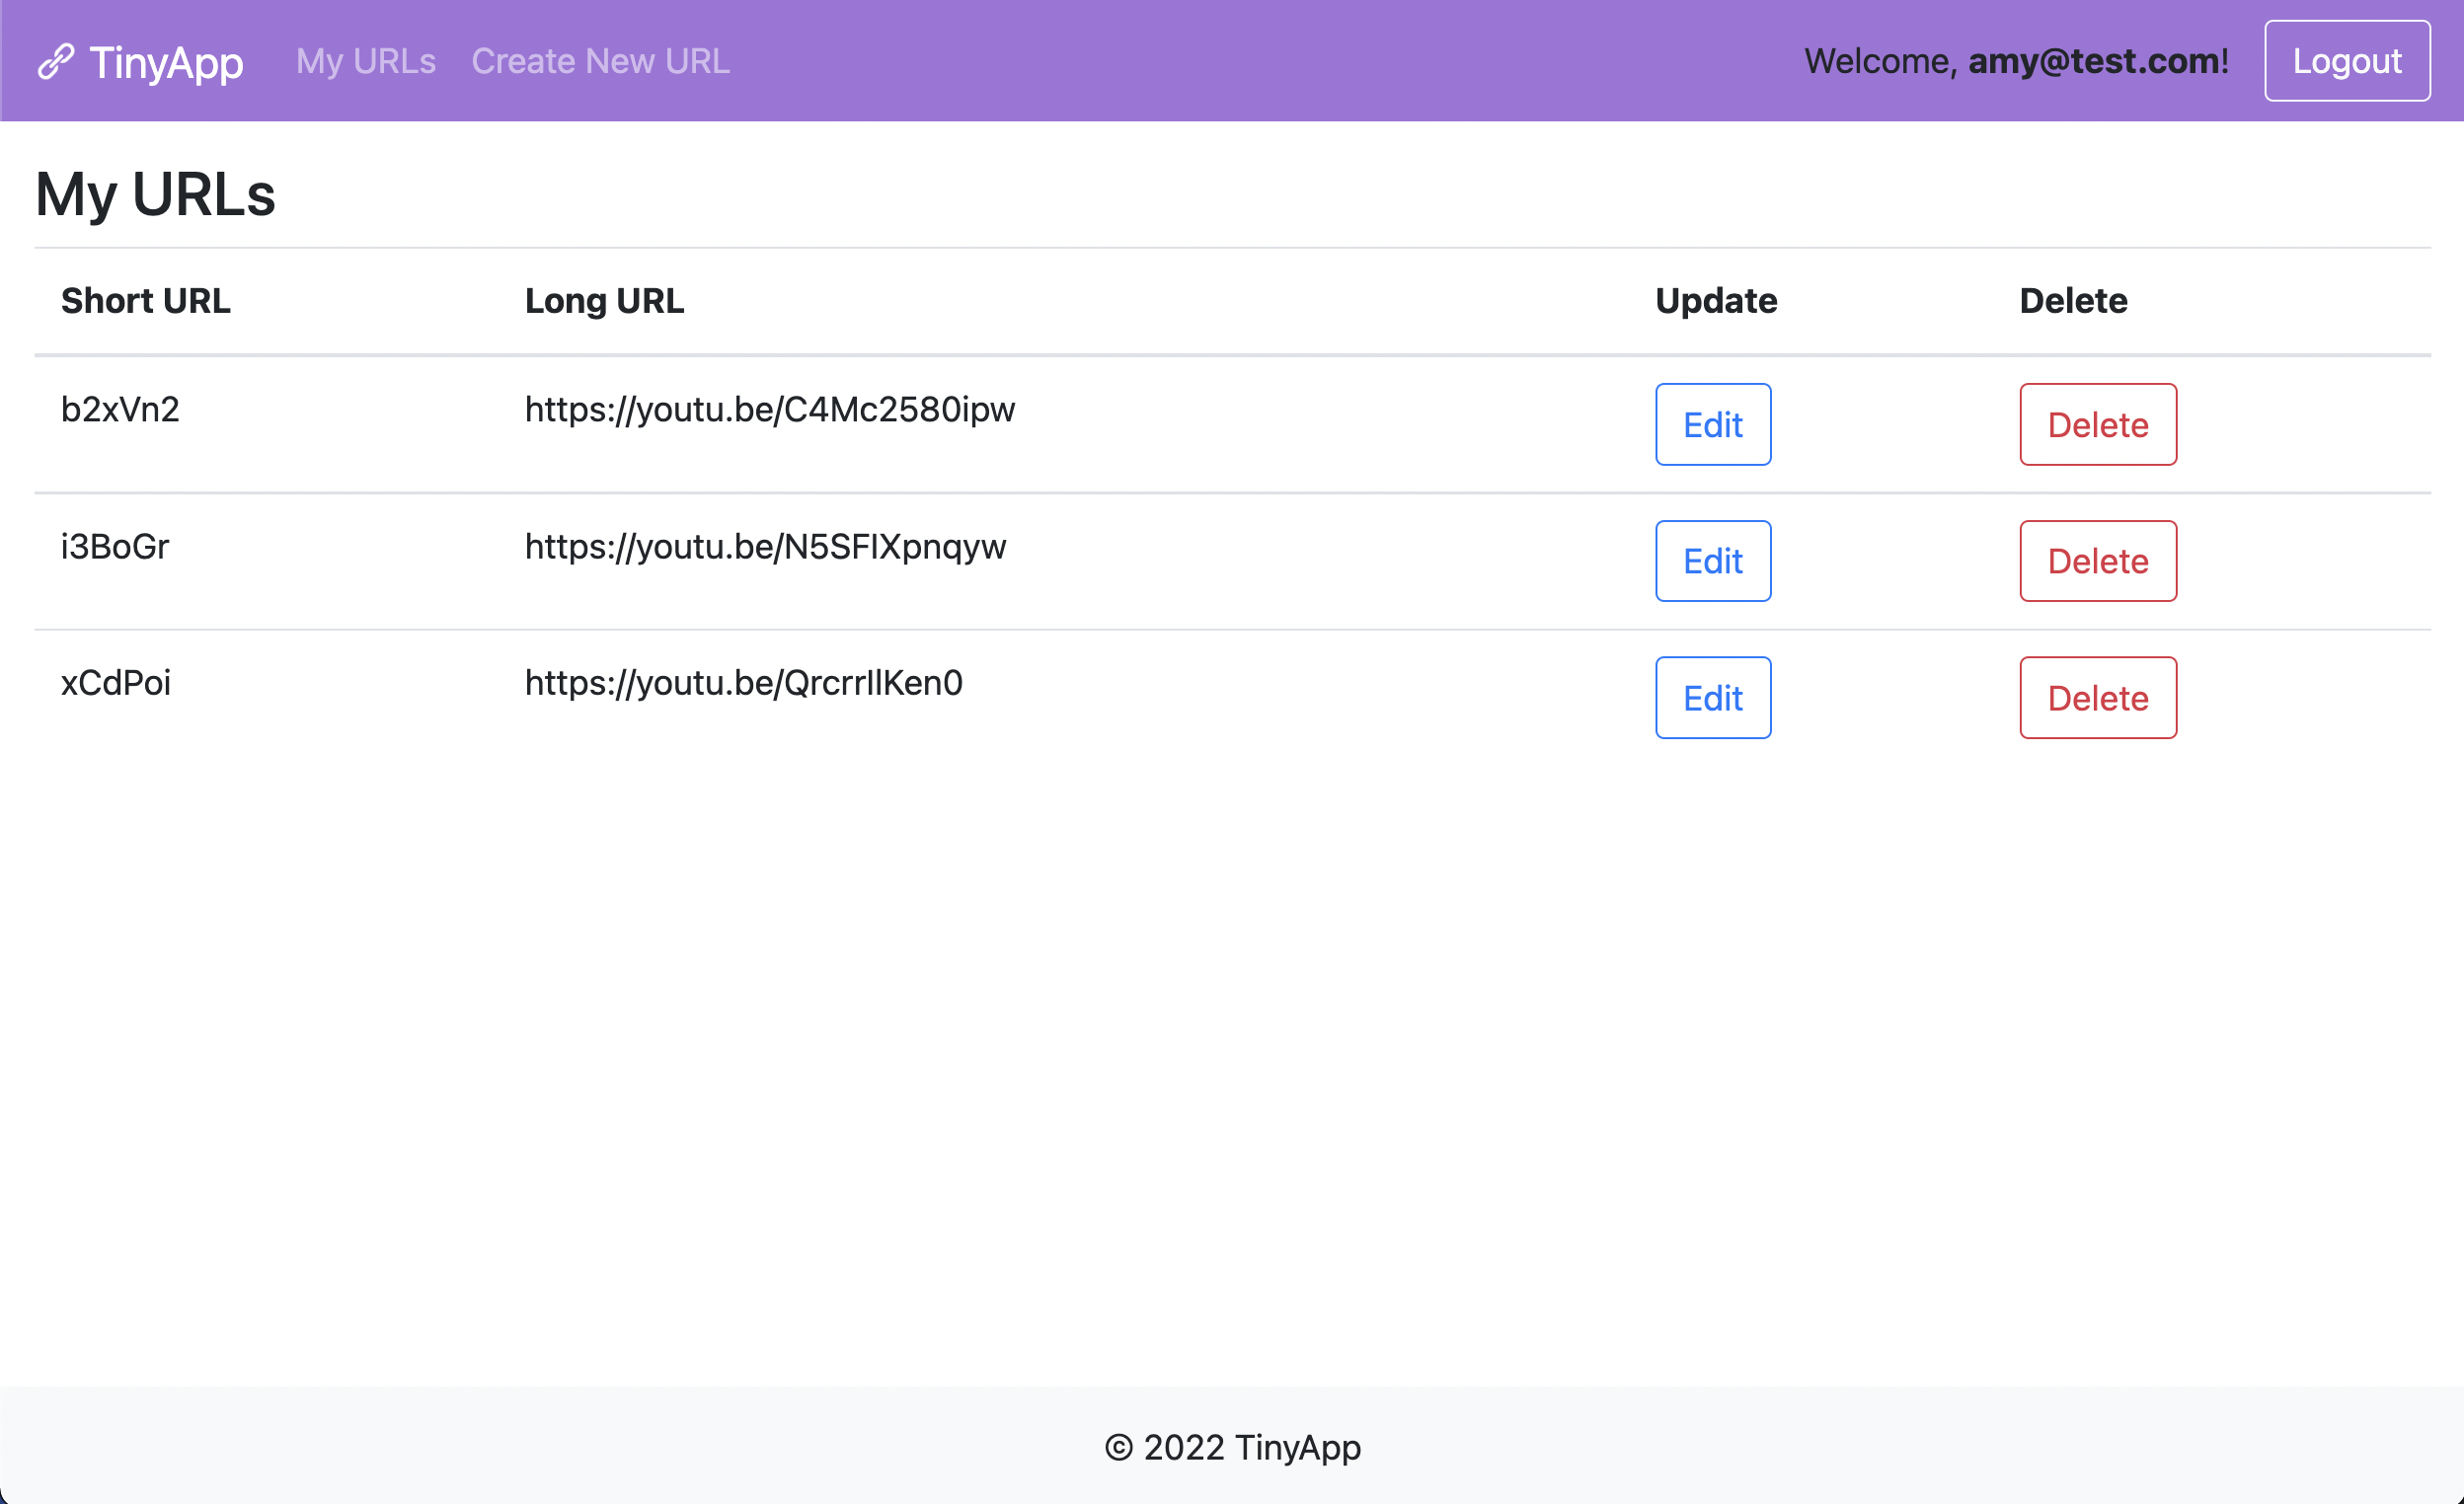 TinyApp My URLs Create New URL Welcome, amy@test.com! Logout
My URLs
Short URL Long URL Update Delete
b2xVn2 https://youtu.be/C4Mc2580ipw Edit Delete
i3BoGr https://youtu.be/N5SFIXpnqyw Edit Delete
xCdPoi https://youtu.be/QrcrrIlKen0 Edit Delete
© 2022 TinyApp